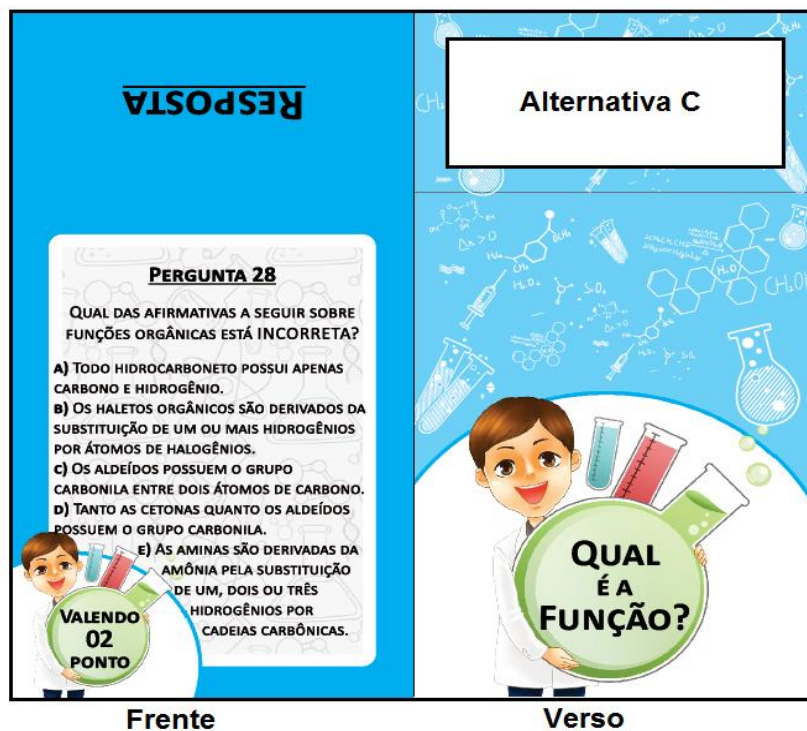 RESPOSTA
PERGUNTA 28
QUAL DAS AFIRMATIVAS A SEGUIR SOBRE
FUNÇÕES ORGÂNICAS ESTÁ INCORRETA?
A) TODO HIDROCARBONETO POSSUI APENAS
CARBONO E HIDROGÊNIO.
B) OS HALETOS ORGÂNICOS SÃO DERIVADOS DA
SUBSTITUIÇÃO DE UM OU MAIS HIDROGÊNIOS
POR ÁTOMOS DE HALOGÊNIOS.
C) OS ALDEÍDOS POSSUEM O GRUPO
CARBONILA ENTRE DOIS ÁTOMOS DE CARBONO.
D) TANTO AS CETONAS QUANTO OS ALDEÍDOS
POSSUEM O GRUPO CARBONILA.
E) AS AMINAS SÃO DERIVADAS DA
AMÔNIA PELA SUBSTITUIÇÃO
DE UM, DOIS OU TRÊS
HIDROGÊNIOS POR
CADEIAS CARBÔNICAS.
VALENDO
02
PONTO
Frente
Alternativa C
QUAL
É A
FUNÇÃO?
Verso